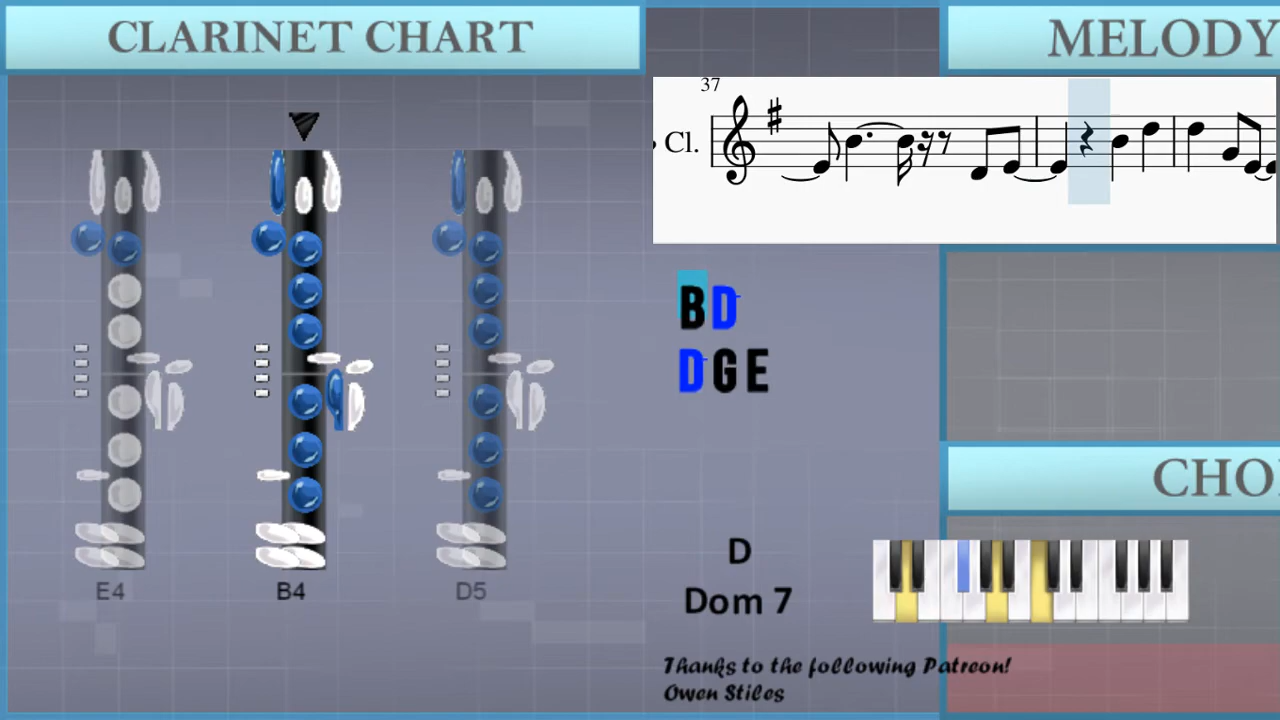 CLARINET CHART
MELODY
37
Cl.
B D
D G E
E4
B4
D5
CHO
D
Dom 7
Thanks to the following Patreon!
Owen Stiles